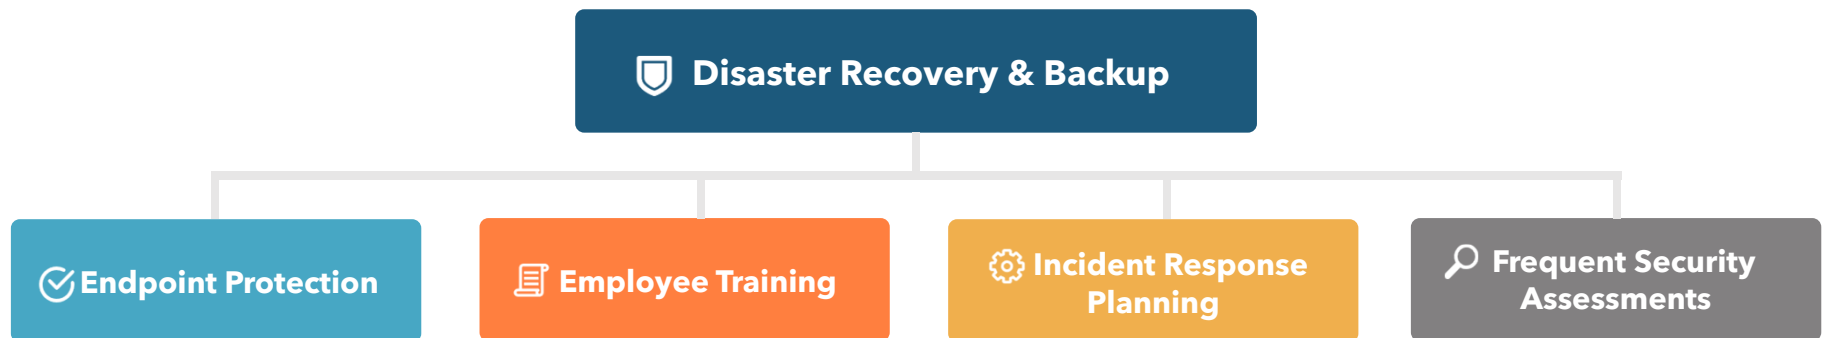 Disaster Recovery & Backup
Endpoint Protection
Employee Training
Incident Response
Planning
Frequent Security
Assessments